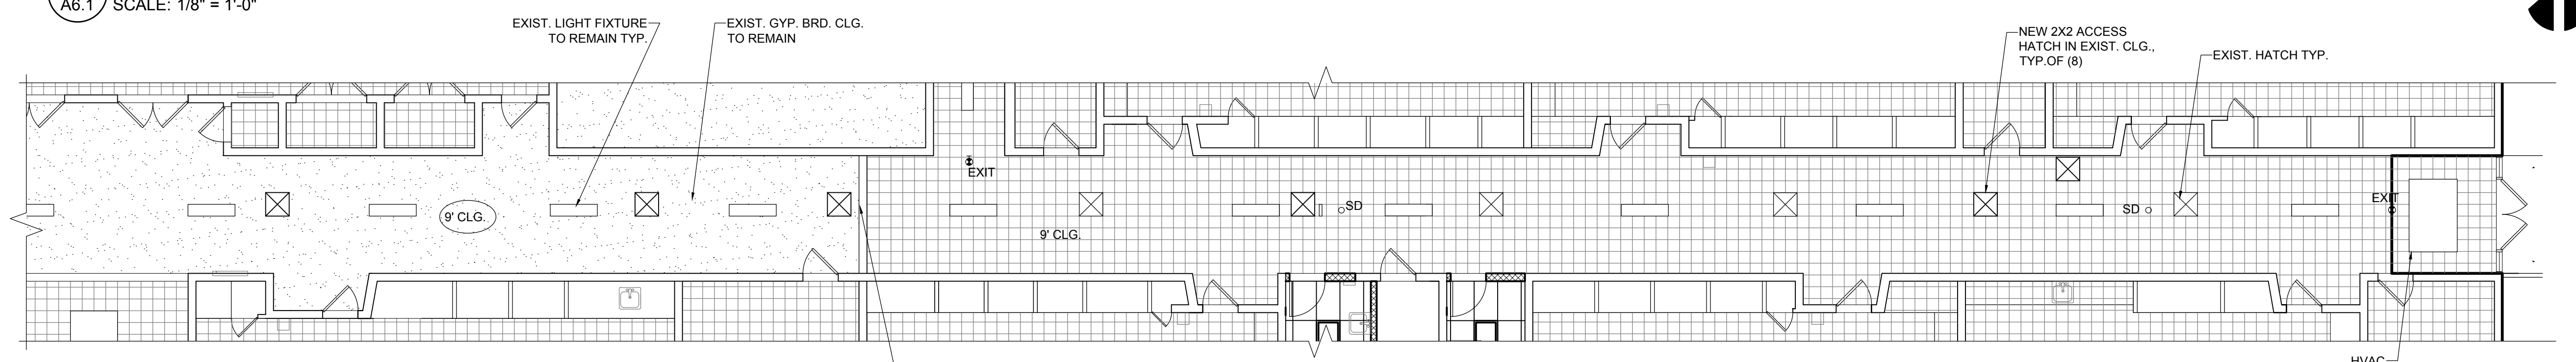 A6.1
SCALE: 1/8" = 1'-0"
EXIST. LIGHT FIXTURE
TO REMAIN TYP.
EXIST. GYP. BRD. CLG.
TO REMAIN
NEW 2X2 ACCESS
HATCH IN EXIST. CLG.,
TYP.OF (8)
EXIST. HATCH TYP.
EXIT
EXIT
SD
SD
9' CLG.
9' CLG.
HVAC